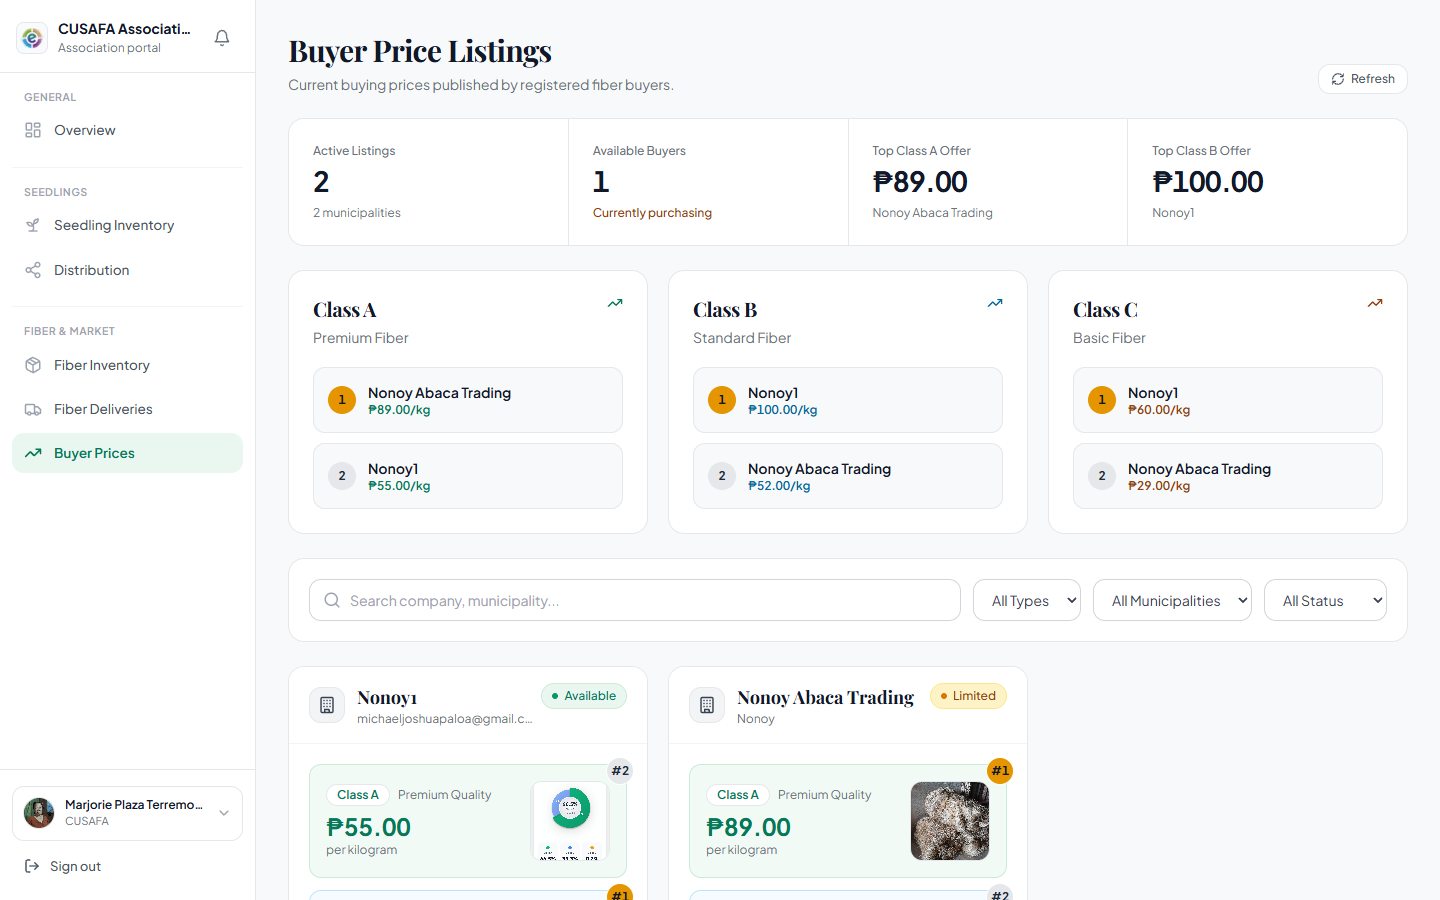 CUSAFA Associati...
Association portal
GENERAL
Overview
SEEDLINGS
Seedling Inventory
Distribution
FIBER & MARKET
Fiber Inventory
Fiber Deliveries
Buyer Prices
Marjorie Plaza Terremo...
CUSAFA
Sign out
Buyer Price Listings
Current buying prices published by registered fiber buyers.
Refresh
Active Listings
2
2 municipalities
Available Buyers
1
Currently purchasing
Top Class A Offer
₱89.00
Nonoy Abaca Trading
Top Class B Offer
₱100.00
Nonoy1
Class A
Premium Fiber
1
Nonoy Abaca Trading
₱89.00/kg
2
Nonoy1
₱55.00/kg
Class B
Standard Fiber
1
Nonoy1
₱100.00/kg
2
Nonoy Abaca Trading
₱52.00/kg
Class C
Basic Fiber
1
Nonoy1
₱60.00/kg
2
Nonoy Abaca Trading
₱29.00/kg
Search company, municipality...
All Types
All Municipalities
All Status
Nonoy1
michaeljoshuapaloa@gmail.c...
Available
#2
Class A Premium Quality
₱55.00
per kilogram
#1
Nonoy Abaca Trading
Nonoy
Limited
#1
Class A Premium Quality
₱89.00
per kilogram
#2